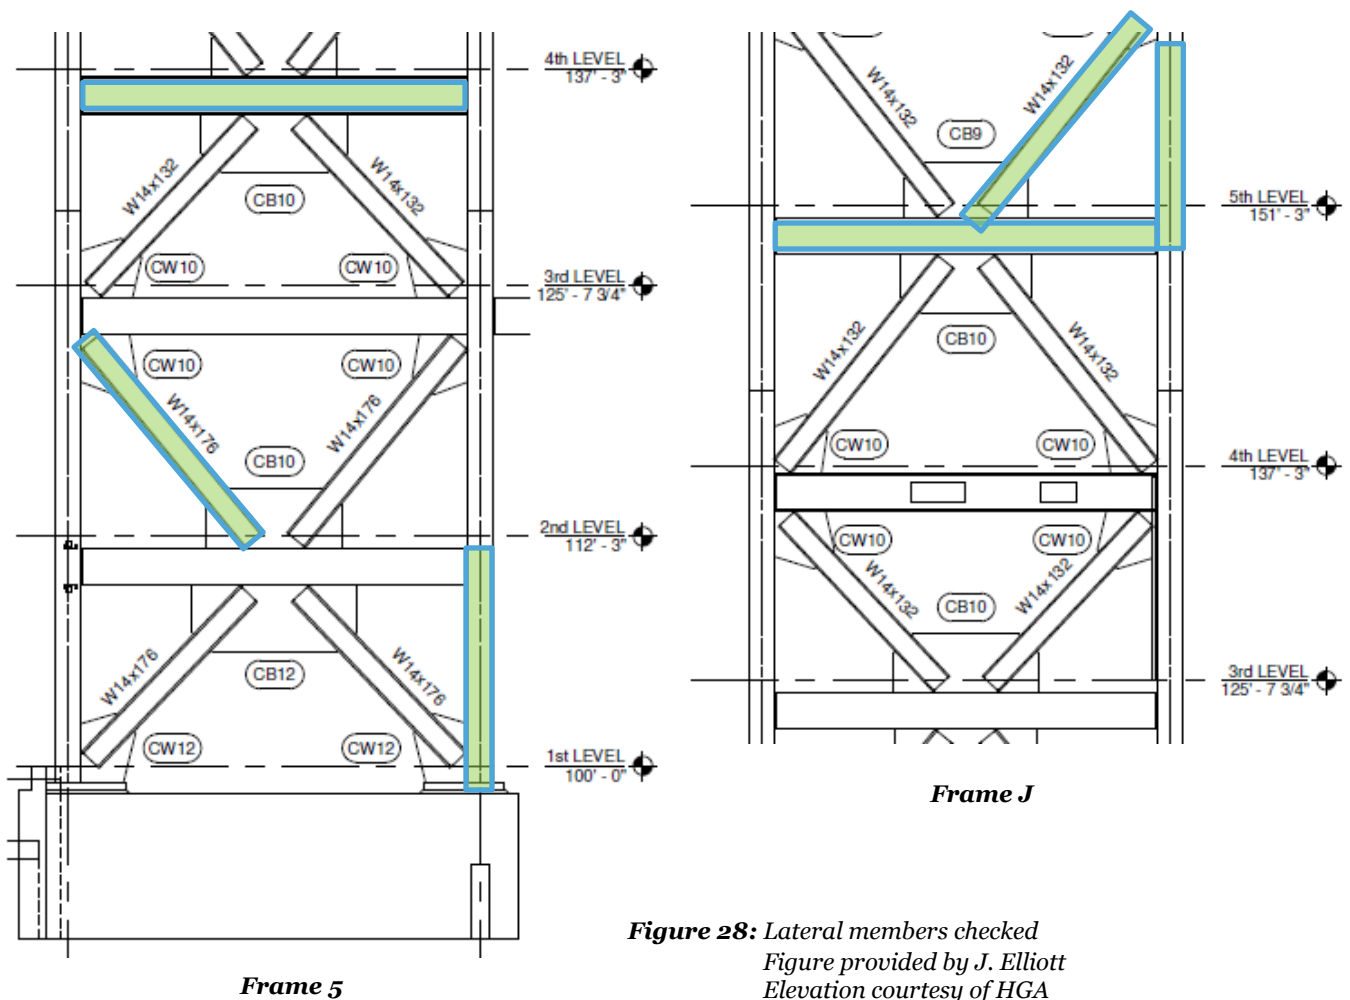 4th LEVEL
137' - 3"
W14x132
W14x132
CB10
CW10
CW10
3rd LEVEL
125' - 7 3/4"
CW10
CW10
W14x176
W14x176
CB10
2nd LEVEL
112' - 3"
W14x176
W14x176
CB12
CW12
CW12
1st LEVEL
100' - 0"
Frame 5
W14x132
W14x132
CB9
5th LEVEL
151' - 3"
W14x132
W14x132
CB10
CW10
CW10
4th LEVEL
137' - 3"
CW10
CW10
W14x132
W14x132
CB10
3rd LEVEL
125' - 7 3/4"
Frame J
Figure 28: Lateral members checked
Figure provided by J. Elliott
Elevation courtesy of HGA